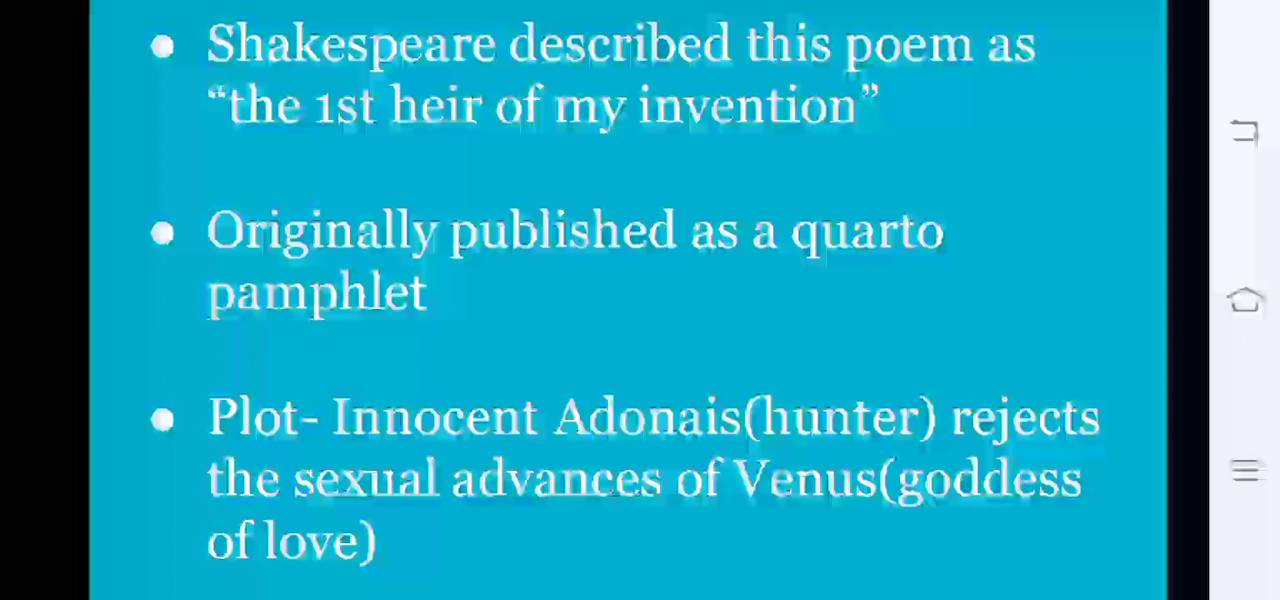 • Shakespeare described this poem as
“the 1st heir of my invention”
• Originally published as a quarto
pamphlet
• Plot- Innocent Adonais(hunter) rejects
the sexual advances of Venus(goddess
of love)